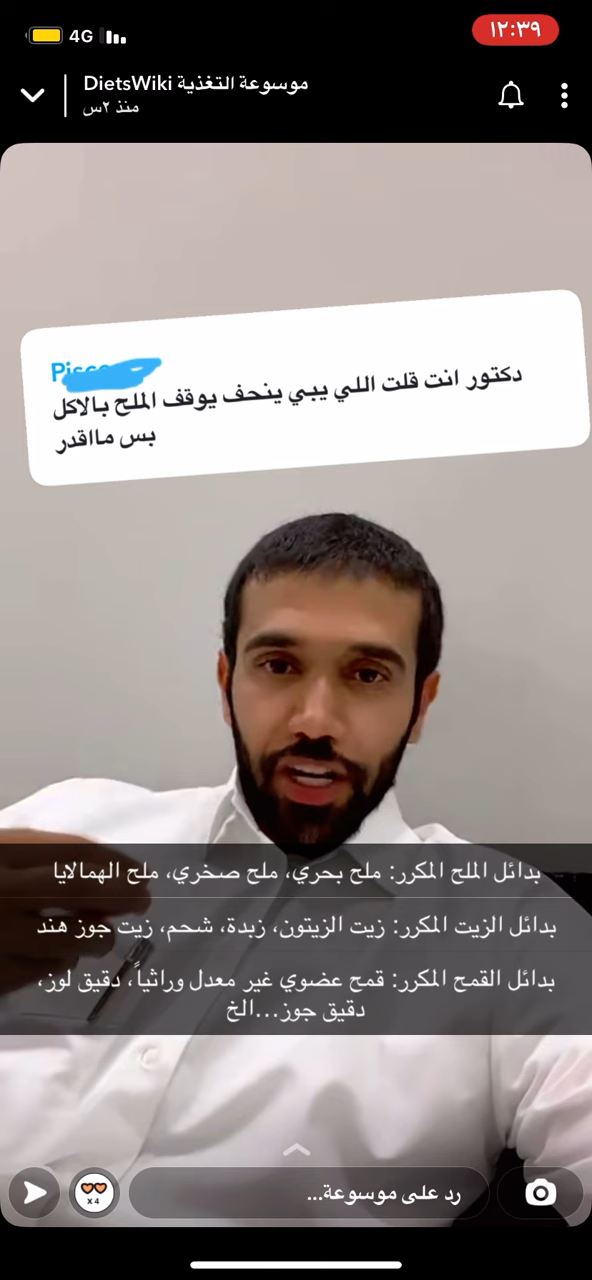 ١٢:٣٩
4G
موسوعة التغذية DietsWiki
منذ ٢س
دكتور انت قلت اللي يبي ينحف يوقف الملح بالاكل
بس مااقدر
بدائل الملح المكرر: ملح بحري، ملح صخري، ملح الهمالايا
بدائل الزيت المكرر: زيت الزيتون، زبدة، شحم، زيت جوز هند
بدائل القمح المكرر: قمح عضوي غير معدل وراثياً، دقيق لوز،
دقيق جوز...الخ
x4
رد على موسوعة...